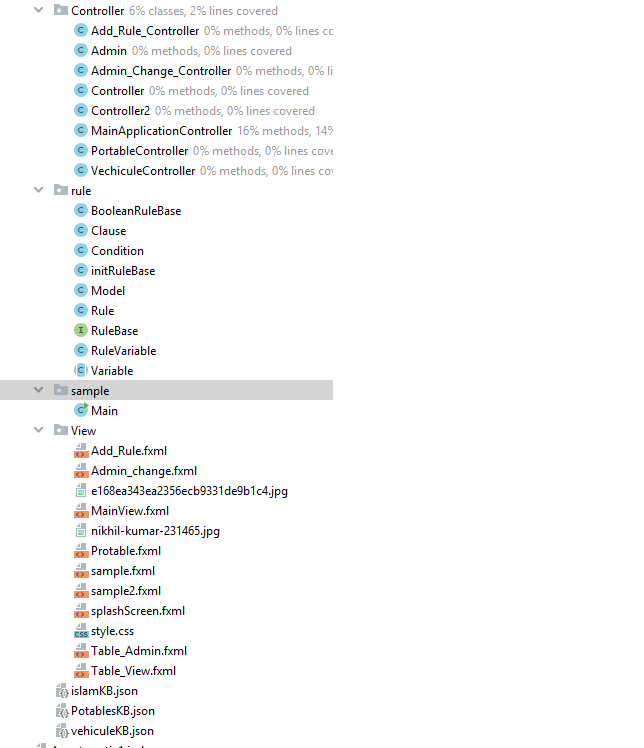 Controller 6% classes, 2% lines covered
Add_Rule_Controller 0% methods, 0% lines cc
Admin 0% methods, 0% lines covered
Admin_Change_Controller 0% methods, 0% li
Controller 0% methods, 0% lines covered
Controller2 0% methods, 0% lines covered
MainApplicationController 16% methods, 14%
PortableController 0% methods, 0% lines cove
VechiculeController 0% methods, 0% lines cov
rule
BooleanRuleBase
Clause
Condition
initRuleBase
Model
Rule
RuleBase
RuleVariable
Variable
sample
Main
View
Add_Rule.fxml
Admin_change.fxml
e168ea343ea2356ecb9331de9b1c4.jpg
MainView.fxml
nikhil-kumar-231465.jpg
Protable.fxml
sample.fxml
sample2.fxml
splashScreen.fxml
style.css
Table_Admin.fxml
Table_View.fxml
islamKB.json
PotablesKB.json
vehiculeKB.json